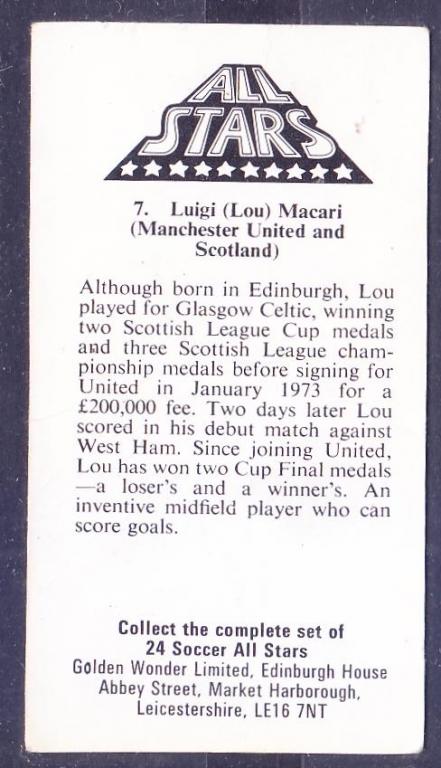 ALL
STARS
7. Luigi (Lou) Macari
(Manchester United and
Scotland)
Although born in Edinburgh, Lou
played for Glasgow Celtic, winning
two Scottish League Cup medals
and three Scottish League cham-
pionship medals before signing for
United in January 1973 for a
£200,000 fee. Two days later Lou
scored in his debut match against
West Ham. Since joining United,
Lou has won two Cup Final medals
—a loser's and a winner's. An
inventive midfield player who can
score goals.
Collect the complete set of
24 Soccer All Stars
Golden Wonder Limited, Edinburgh House
Abbey Street, Market Harborough,
Leicestershire, LE16 7NT